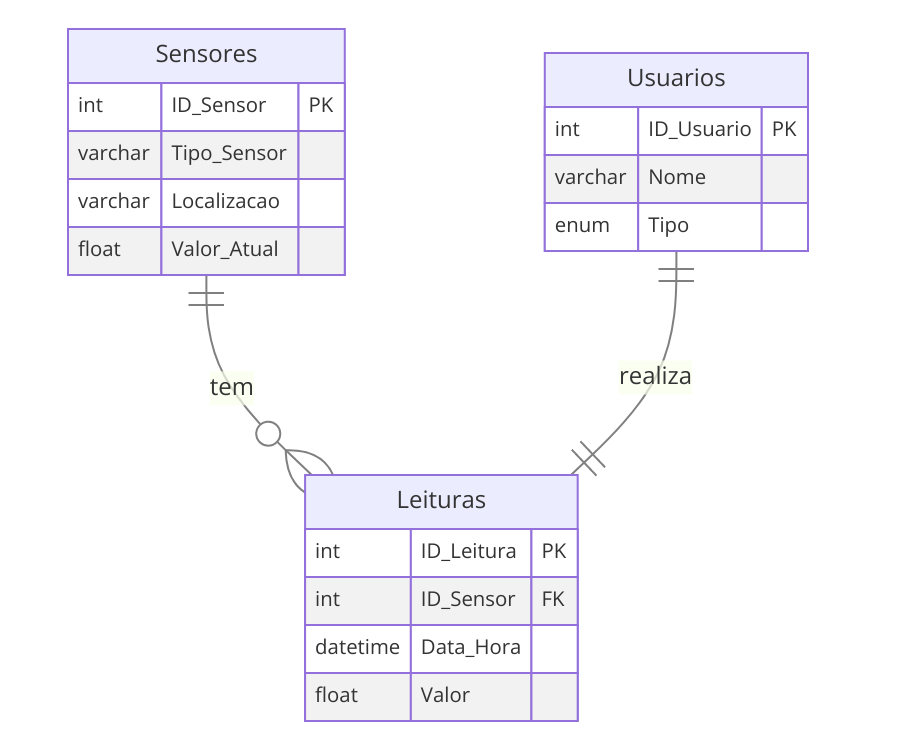 Sensores
int ID_Sensor PK
varchar Tipo_Sensor
varchar Localizacao
float Valor_Atual
Usuarios
int ID_Usuario PK
varchar Nome
enum Tipo
tem
realiza
Leituras
int ID_Leitura PK
int ID_Sensor FK
datetime Data_Hora
float Valor